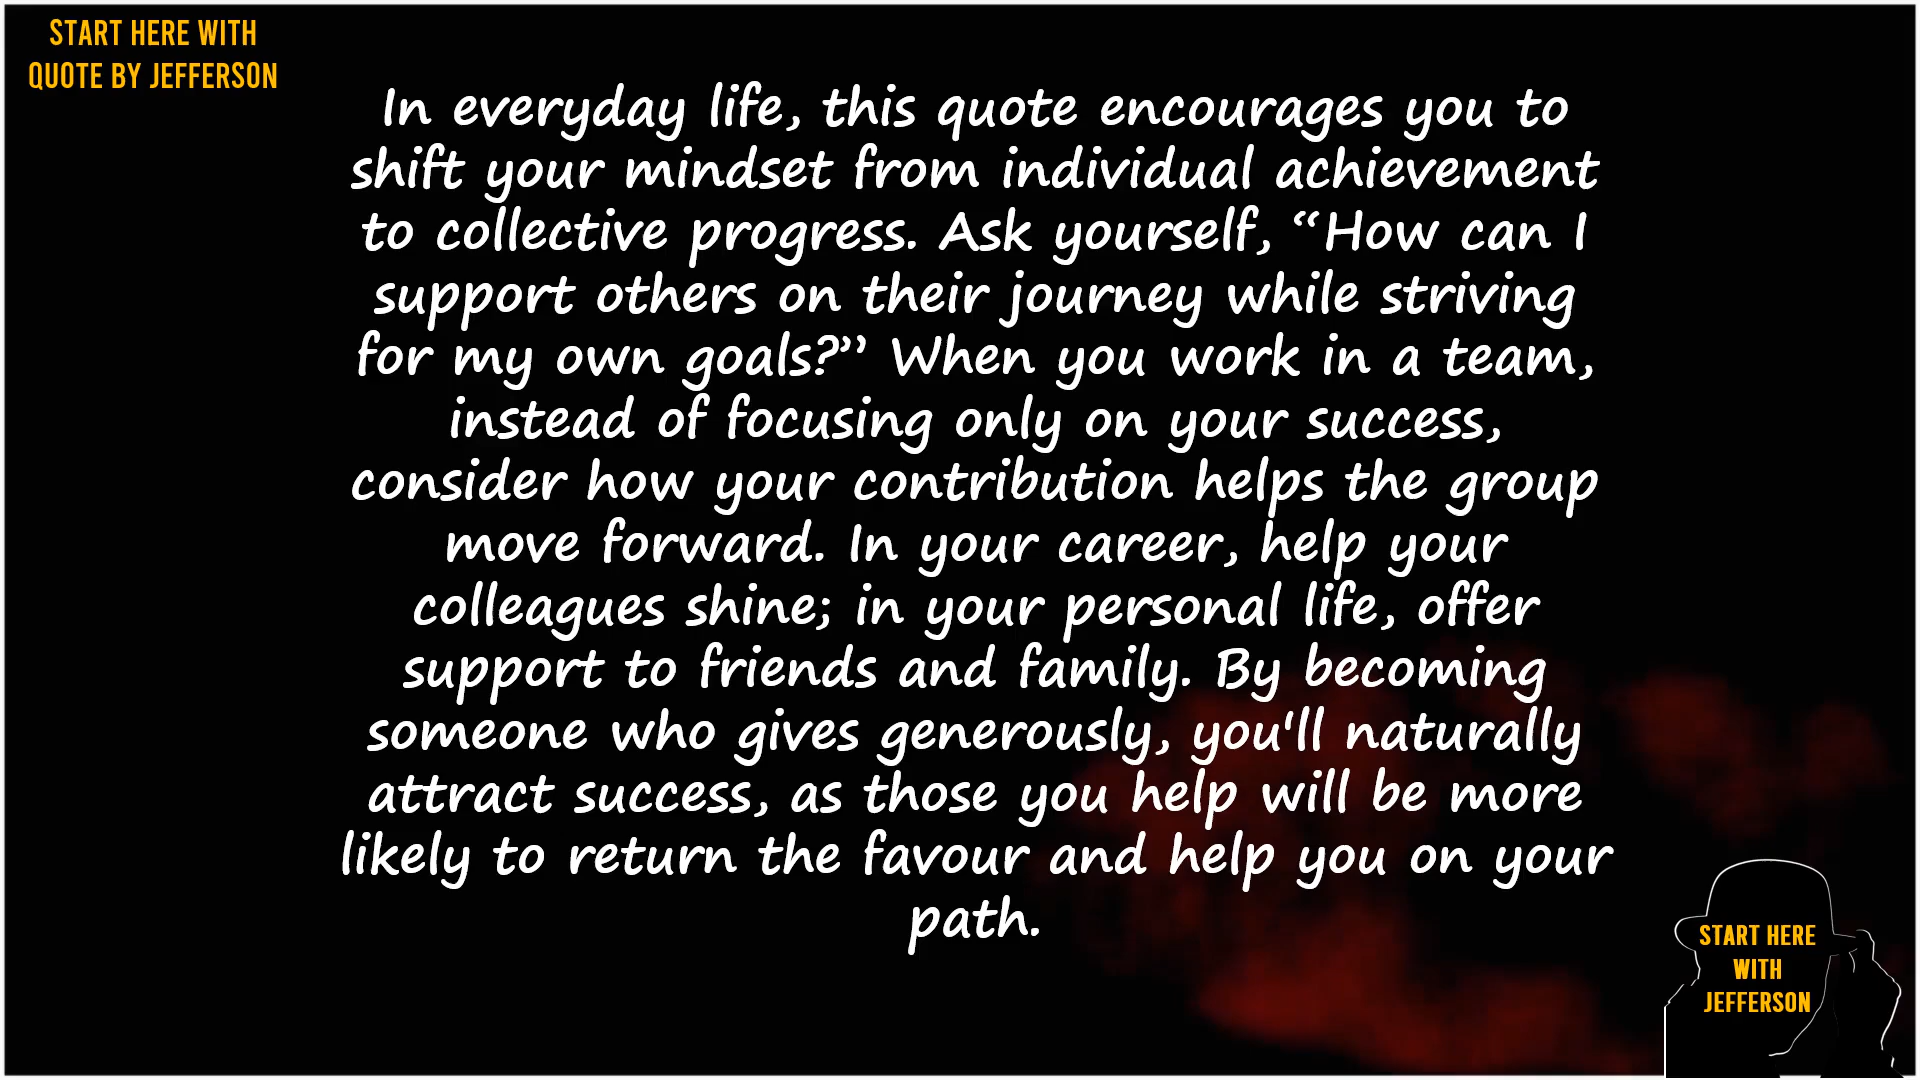 START HERE WITH
QUOTE BY JEFFERSON
In everyday life, this quote encourages you to
shift your mindset from individual achievement
to collective progress. Ask yourself, “How can I
support others on their journey while striving
for my own goals?” When you work in a team,
instead of focusing only on your success,
consider how your contribution helps the group
move forward. In your career, help your
colleagues shine; in your personal life, offer
support to friends and family. By becoming
someone who gives generously, you'll naturally
attract success, as those you help will be more
likely to return the favour and help you on your
path.
START HERE
WITH
JEFFERSON